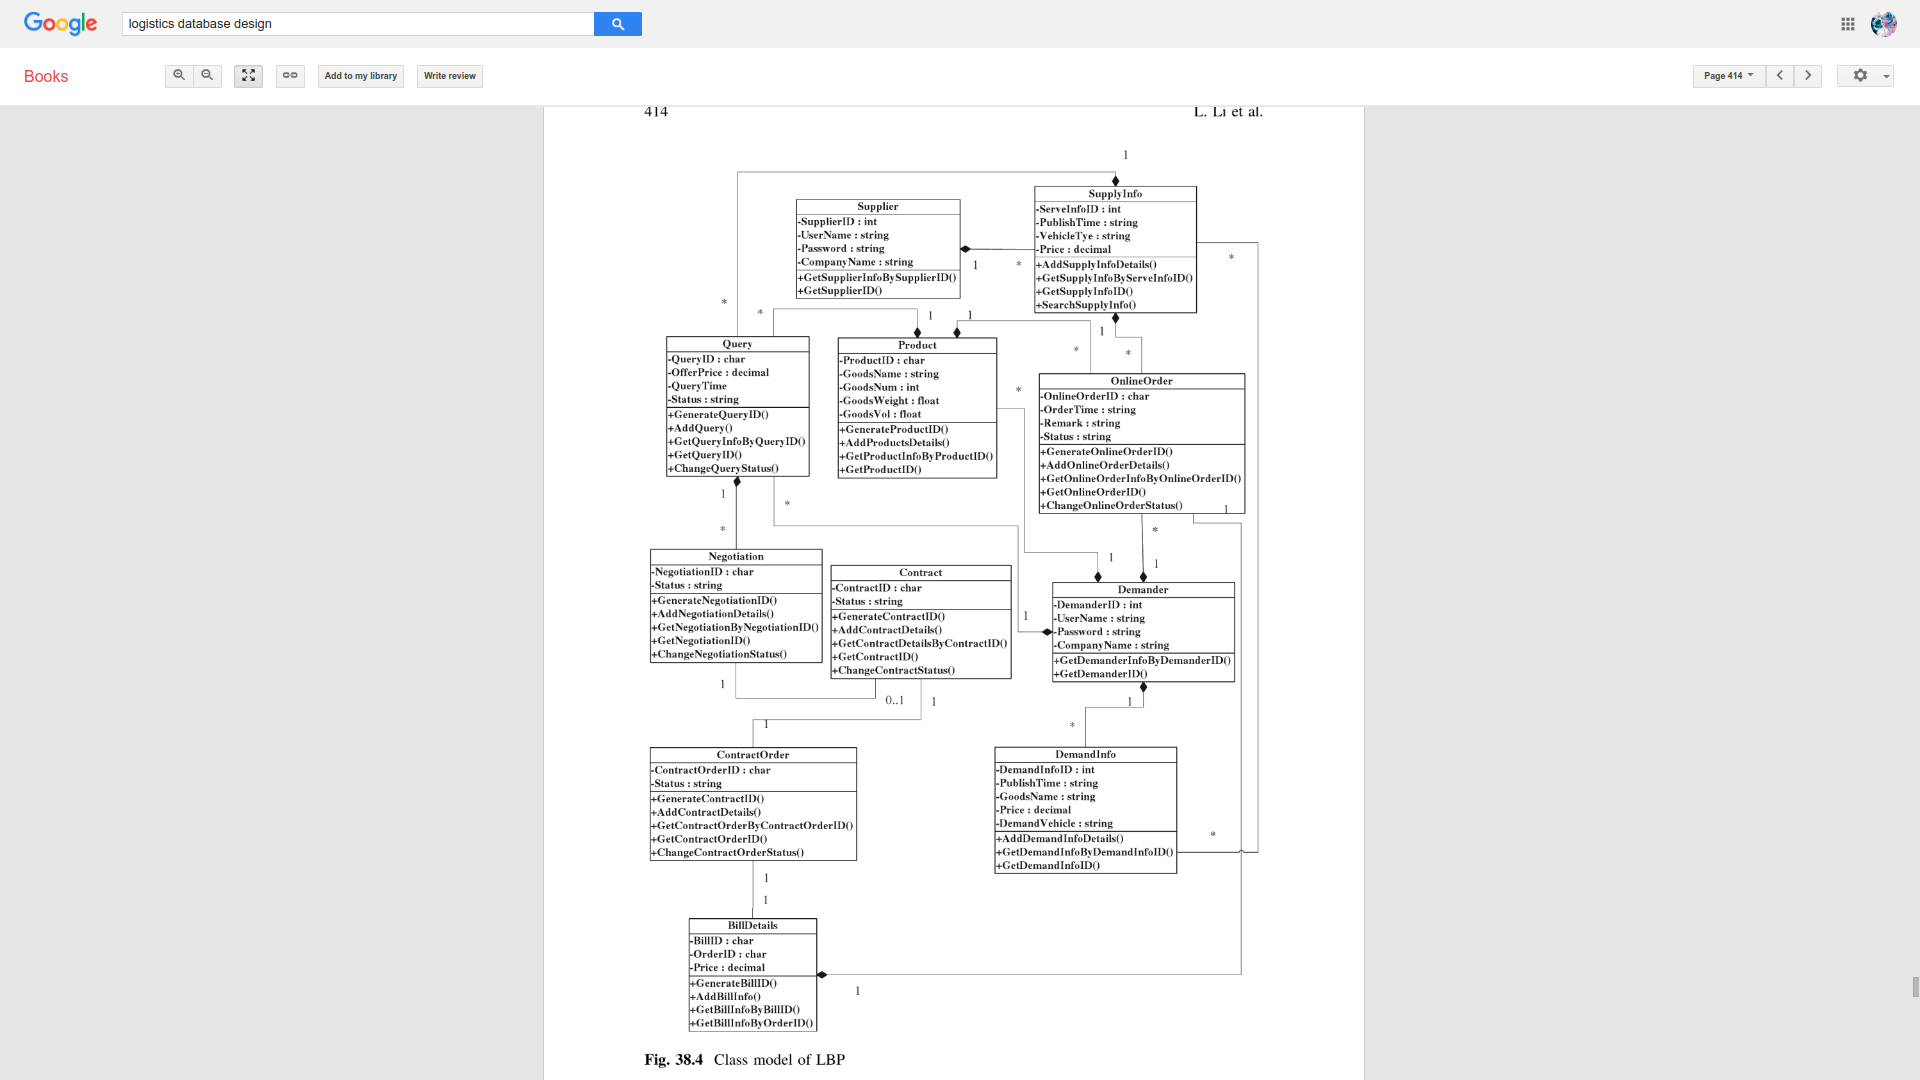 Google
logistics database design
Books
Add to my library
Write review
Page 414
414
L. Li et al.
1
SupplyInfo
-ServeInfoID : int
-PublishTime : string
-VehicleTye : string
-Price : decimal
+AddSupplyInfoDetails()
+GetSupplyInfoByServeInfoID()
+GetSupplyInfoID()
+SearchSupplyInfo()
Supplier
-SupplierID : int
-UserName : string
-Password : string
-CompanyName : string
+GetSupplierInfoBySupplierID()
+GetSupplierID()
1
*
*
*
*
1
1
1
*
*
Query
-QueryID : char
-OfferPrice : decimal
-QueryTime
-Status : string
+GenerateQueryID()
+AddQuery()
+GetQueryInfoByQueryID()
+GetQueryID()
+ChangeQueryStatus()
Product
-ProductID : char
-GoodsName : string
-GoodsNum : int
-GoodsWeight : float
-GoodsVol : float
+GenerateProductID()
+AddProductsDetails()
+GetProductInfoByProductID()
+GetProductID()
*
OnlineOrder
-OnlineOrderID : char
-OrderTime : string
-Remark : string
-Status : string
+GenerateOnlineOrderID()
+AddOnlineOrderDetails()
+GetOnlineOrderInfoByOnlineOrderID()
+GetOnlineOrderID()
+ChangeOnlineOrderStatus()
1
1
*
*
*
1
1
Negotiation
-NegotiationID : char
-Status : string
+GenerateNegotiationID()
+AddNegotiationDetails()
+GetNegotiationByNegotiationID()
+GetNegotiationID()
+ChangeNegotiationStatus()
Contract
-ContractID : char
-Status : string
+GenerateContractID()
+AddContractDetails()
+GetContractDetailsByContractID()
+GetContractID()
+ChangeContractStatus()
1
Demander
-DemanderID : int
-UserName : string
-Password : string
-CompanyName : string
+GetDemanderInfoByDemanderID()
+GetDemanderID()
1
0..1
1
1
1
*
ContractOrder
-ContractOrderID : char
-Status : string
+GenerateContractID()
+AddContractDetails()
+GetContractOrderByContractOrderID()
+GetContractOrderID()
+ChangeContractOrderStatus()
DemandInfo
-DemandInfoID : int
-PublishTime : string
-GoodsName : string
-Price : decimal
-DemandVehicle : string
+AddDemandInfoDetails()
+GetDemandInfoByDemandInfoID()
+GetDemandInfoID()
*
1
1
BillDetails
-BillID : char
-OrderID : char
-Price : decimal
+GenerateBillID()
+AddBillInfo()
+GetBillInfoByBillID()
+GetBillInfoByOrderID()
1
Fig. 38.4 Class model of LBP